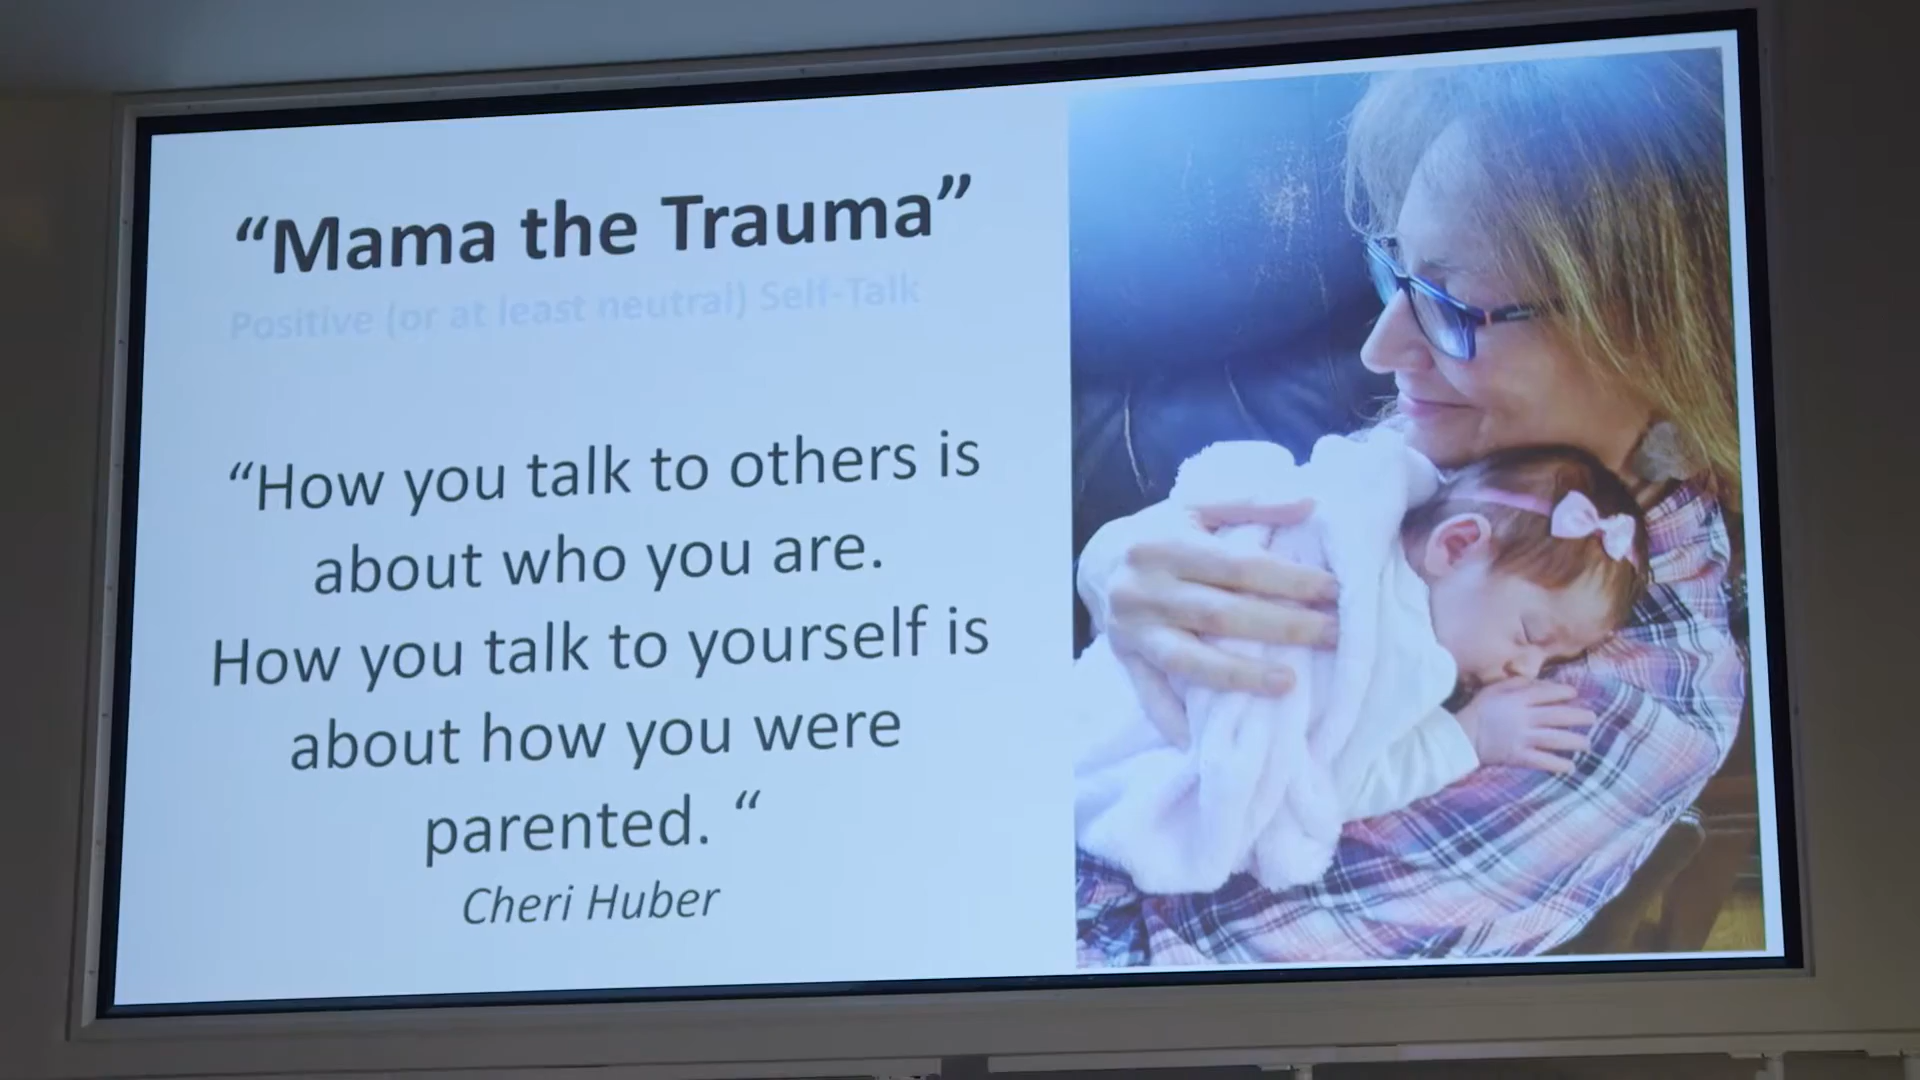 “Mama the Trauma”
Positive (or at least neutral) Self-Talk
“How you talk to others is
about who you are.
How you talk to yourself is
about how you were
parented. “
Cheri Huber